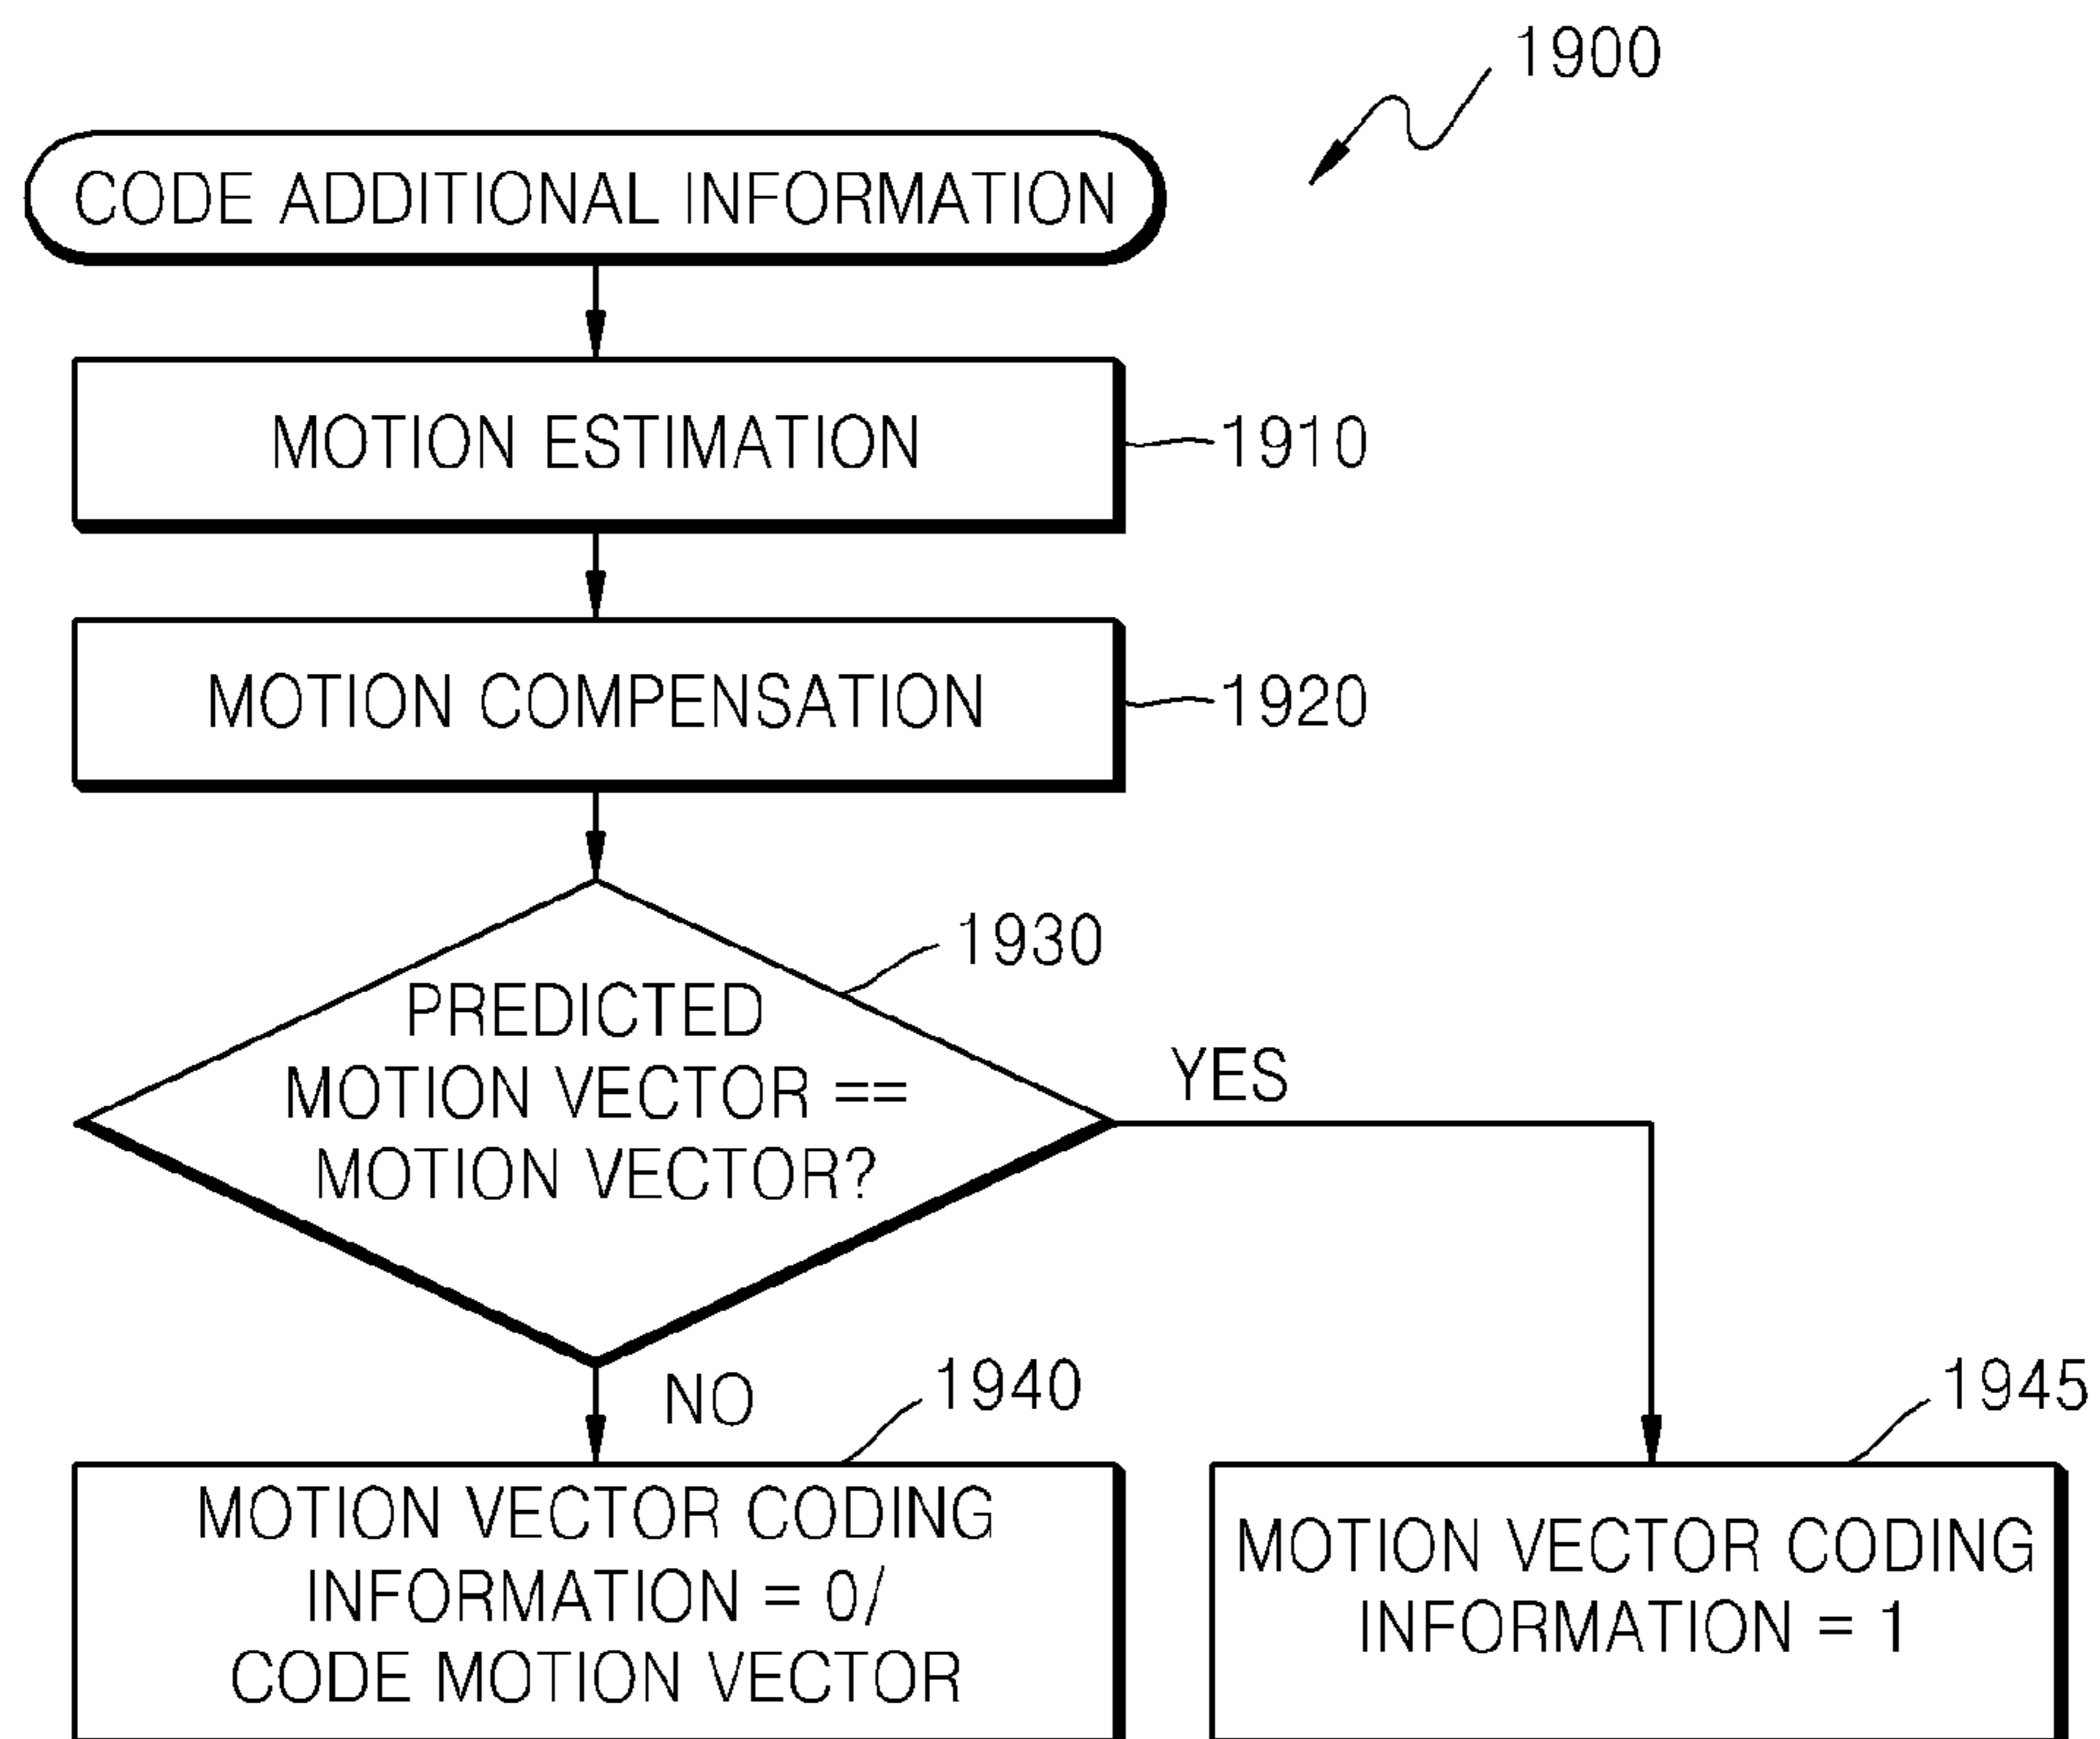 1900
CODE ADDITIONAL INFORMATION
MOTION ESTIMATION
1910
MOTION COMPENSATION
1920
1930
PREDICTED
MOTION VECTOR ==
MOTION VECTOR?
YES
NO
1940
1945
MOTION VECTOR CODING
INFORMATION = 0/
CODE MOTION VECTOR
MOTION VECTOR CODING
INFORMATION = 1